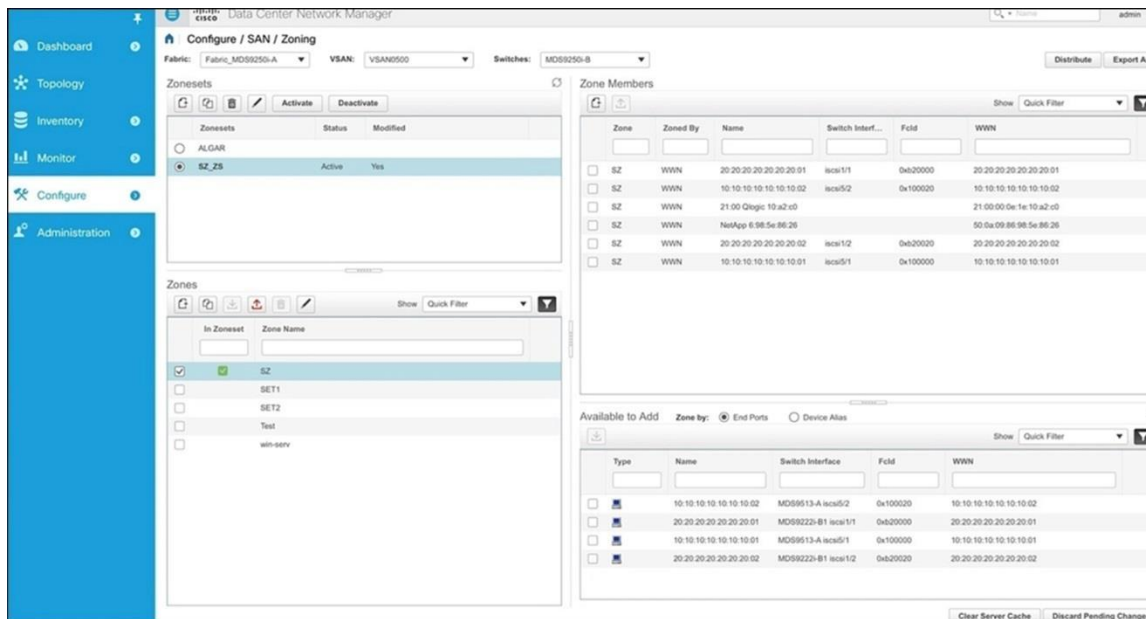 CISCO Data Center Network Manager
Name
admin
Dashboard
Topology
Inventory
Monitor
Configure
Administration
Configure / SAN / Zoning
Fabric: Fabric_MDS9250i-A VSAN: VSAN0500 Switches: MDS9250i-B
Distribute Export A
Zonesets
Activate Deactivate
Zonesets Status Modified
ALGAR
SZ_ZS Active Yes
Zones
Show Quick Filter
In Zoneset Zone Name
SZ
SET1
SET2
Test
win-serv
Zone Members
Show Quick Filter
Zone Zoned By Name Switch Interf... FcId WWN
SZ WWN 20:20:20:20:20:20:20:01 iscsi1/1 0xb20000 20:20:20:20:20:20:20:01
SZ WWN 10:10:10:10:10:10:10:02 iscsi5/2 0x100020 10:10:10:10:10:10:10:02
SZ WWN 21:00 Qlogic 10:a2:c0 21:00:00:0e:1e:10:a2:c0
SZ WWN NetApp 6:98:5e:86:26 50:0a:09:86:98:5e:86:26
SZ WWN 20:20:20:20:20:20:20:02 iscsi1/2 0xb20020 20:20:20:20:20:20:20:02
SZ WWN 10:10:10:10:10:10:10:01 iscsi5/1 0x100000 10:10:10:10:10:10:10:01
Available to Add Zone by: End Ports Device Alias
Show Quick Filter
Type Name Switch Interface FcId WWN
10:10:10:10:10:10:10:02 MDS9513-A iscsi5/2 0x100020 10:10:10:10:10:10:10:02
20:20:20:20:20:20:20:01 MDS9222i-B1 iscsi1/1 0xb20000 20:20:20:20:20:20:20:01
10:10:10:10:10:10:10:01 MDS9513-A iscsi5/1 0x100000 10:10:10:10:10:10:10:01
20:20:20:20:20:20:20:02 MDS9222i-B1 iscsi1/2 0xb20020 20:20:20:20:20:20:20:02
Clear Server Cache Discard Pending Change